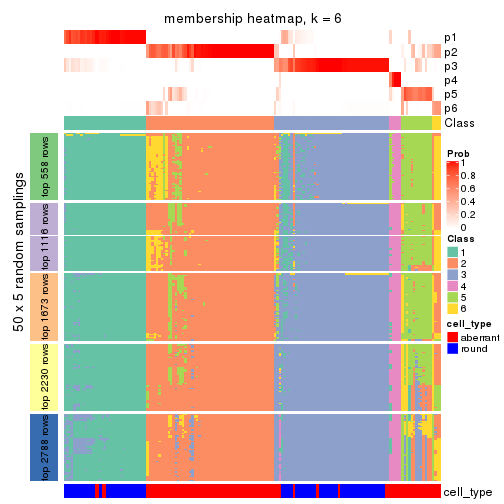 membership heatmap, k = 6
p1
p2
p3
p4
p5
p6
Class
50 x 5 random samplings
top 558 rows
top 1116 rows
top 1673 rows
top 2230 rows
top 2788 rows
cell_type
Prob
1
0.8
0.6
0.4
0.2
0
Class
1
2
3
4
5
6
cell_type
aberrant
round